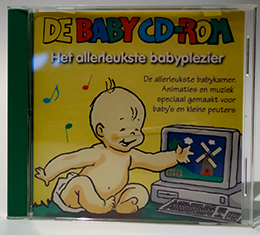 DE BABY CD-ROM
Het allerleukste babyplezier
De allerleukste babykamer.
Animaties en muziek
speciaal gemaakt voor
baby's en kleine peuters